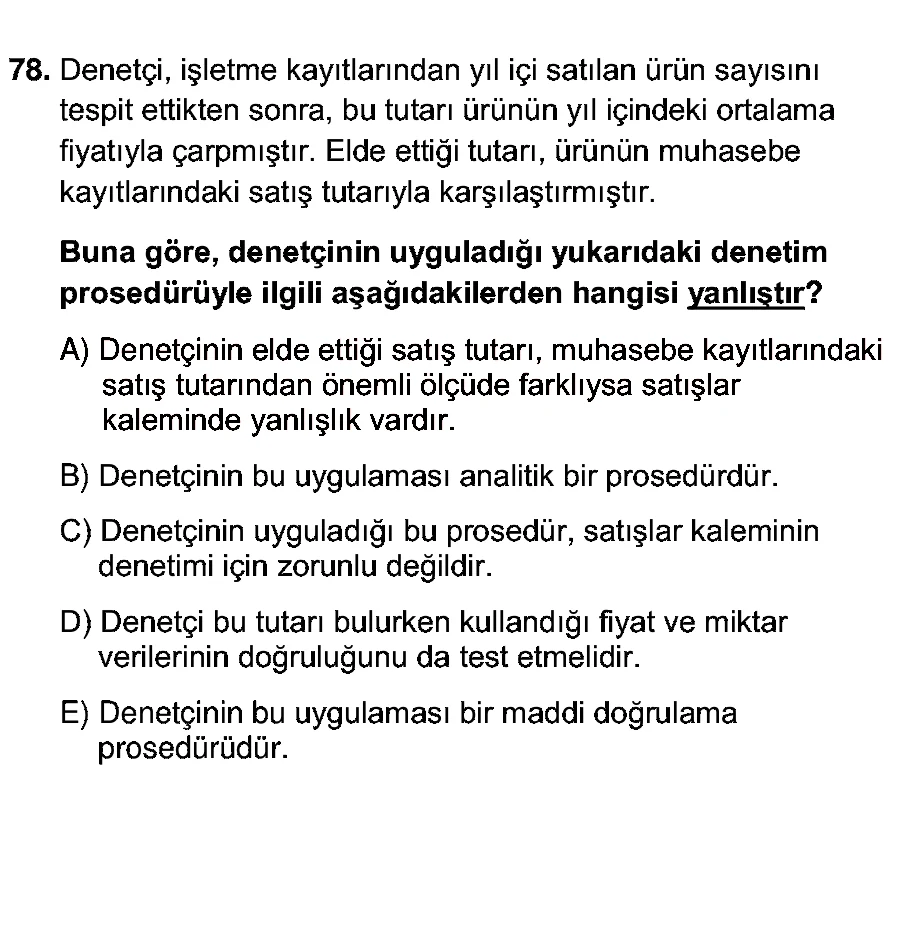 78. Denetçi, işletme kayıtlarından yıl içi satılan ürün sayısını
tespit ettikten sonra, bu tutarı ürünün yıl içindeki ortalama
fiyatıyla çarpmıştır. Elde ettiği tutarı, ürünün muhasebe
kayıtlarındaki satış tutarıyla karşılaştırmıştır.
Buna göre, denetçinin uyguladığı yukarıdaki denetim
prosedürüyle ilgili aşağıdakilerden hangisi yanlıştır?
A) Denetçinin elde ettiği satış tutarı, muhasebe kayıtlarındaki
satış tutarından önemli ölçüde farklıysa satışlar
kaleminde yanlışlık vardır.
B) Denetçinin bu uygulaması analitik bir prosedürdür.
C) Denetçinin uyguladığı bu prosedür, satışlar kaleminin
denetimi için zorunlu değildir.
D) Denetçi bu tutarı bulurken kullandığı fiyat ve miktar
verilerinin doğruluğunu da test etmelidir.
E) Denetçinin bu uygulaması bir maddi doğrulama
prosedürüdür.